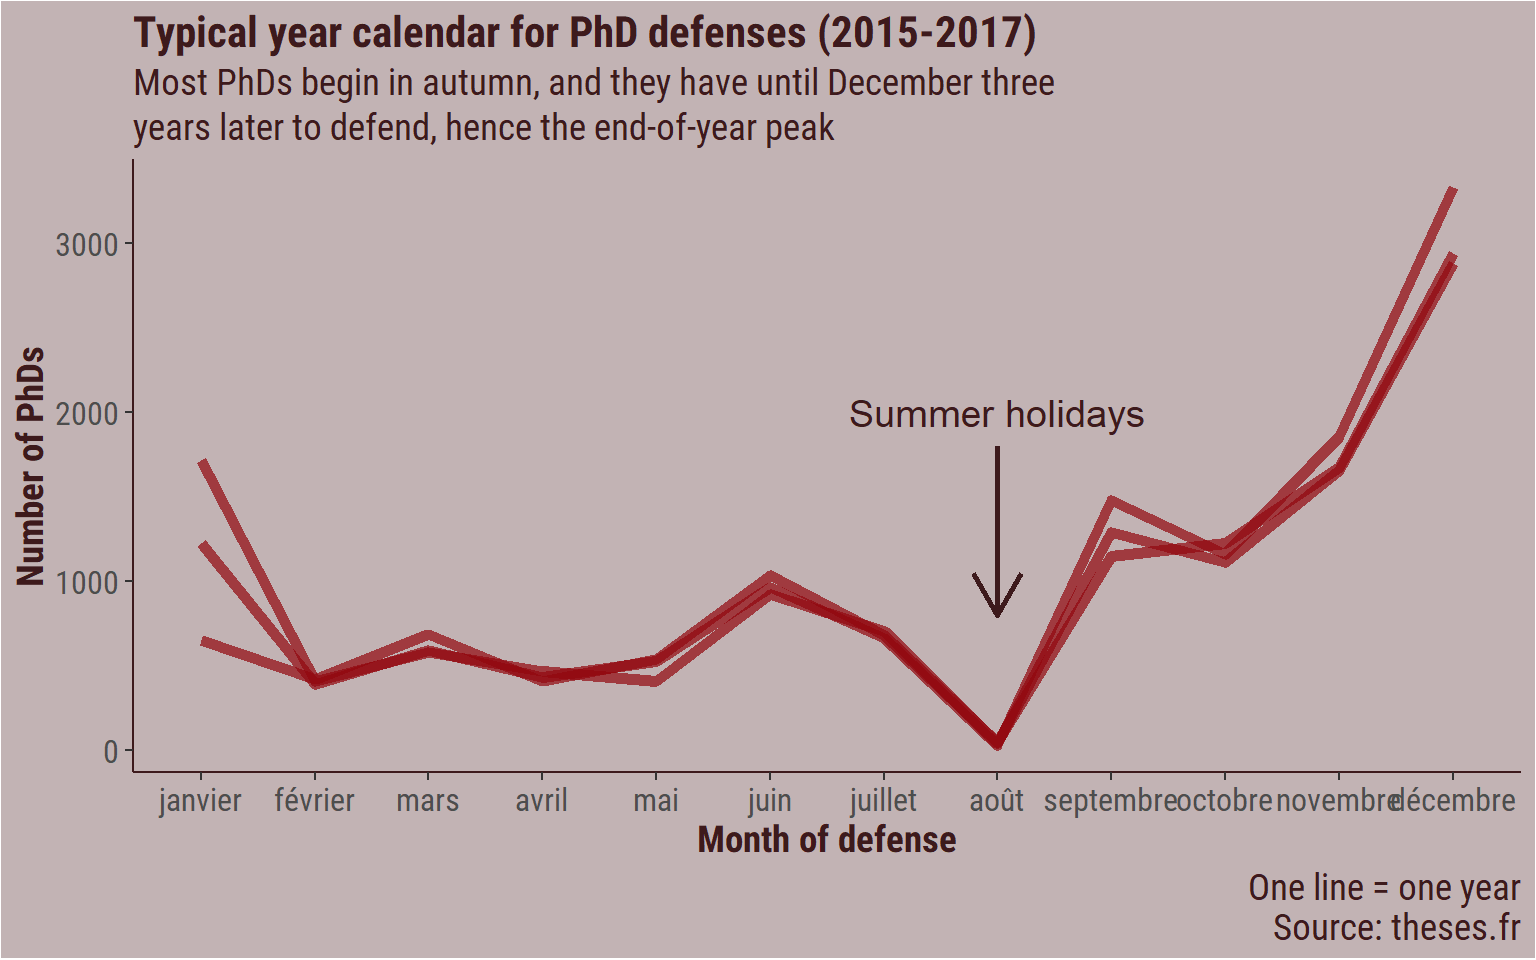 Typical year calendar for PhD defenses (2015-2017)
Most PhDs begin in autumn, and they have until December three
years later to defend, hence the end-of-year peak
Number of PhDs
3000
2000
1000
0
Summer holidays
janvier février mars avril mai juin juillet août septembre octobre novembre décembre
Month of defense
One line = one year
Source: theses.fr